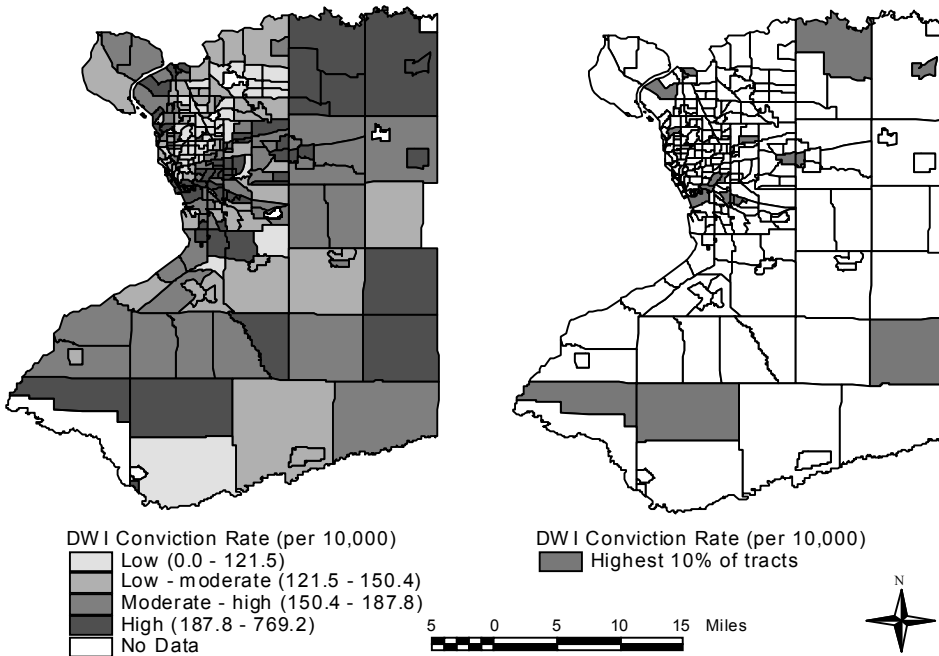 DWI Conviction Rate (per 10,000)
Low (0.0 - 121.5)
Low - moderate (121.5 - 150.4)
Moderate - high (150.4 - 187.8)
High (187.8 - 769.2)
No Data
DWI Conviction Rate (per 10,000)
Highest 10% of tracts
5 0 5 10 15 Miles
N